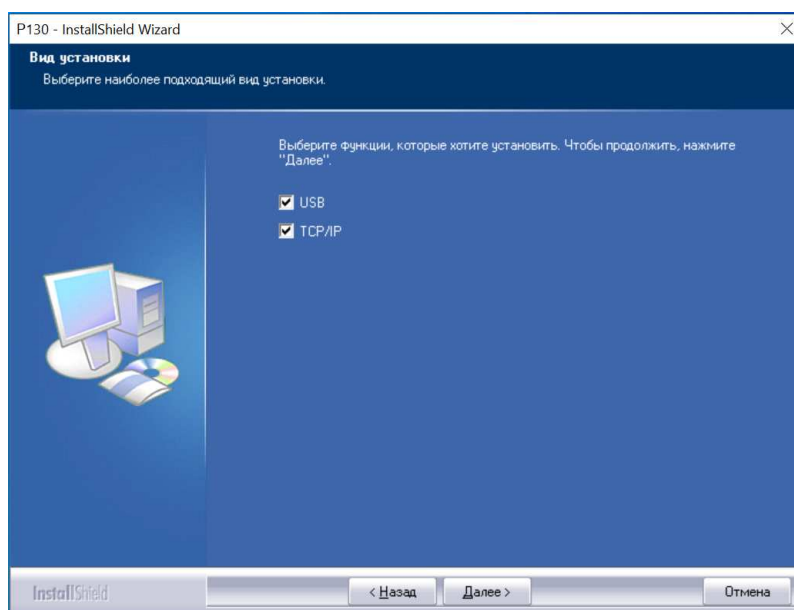 P130 - InstallShield Wizard
Вид установки
Выберите наиболее подходящий вид установки.
Выберите функции, которые хотите установить. Чтобы продолжить, нажмите
"Далее".
USB
TCP/IP
InstallShield
< Назад
Далее >
Отмена